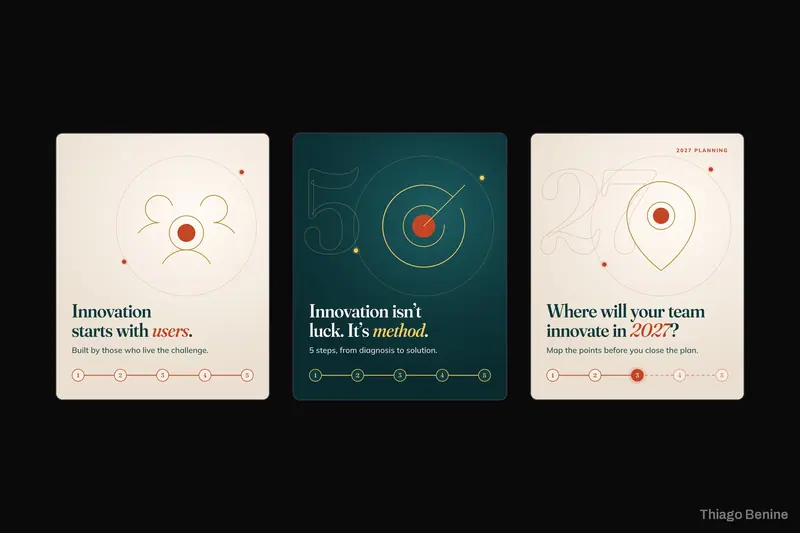 Innovation
starts with users.
Built by those who live the challenge.
1 2 3 4 5
5
Innovation isn't
luck. It's method.
5 steps, from diagnosis to solution.
1 2 3 4 5
2027 PLANNING
27
Where will your team
innovate in 2027?
Map the points before you close the plan.
1 2 3 4 5
Thiago Benine